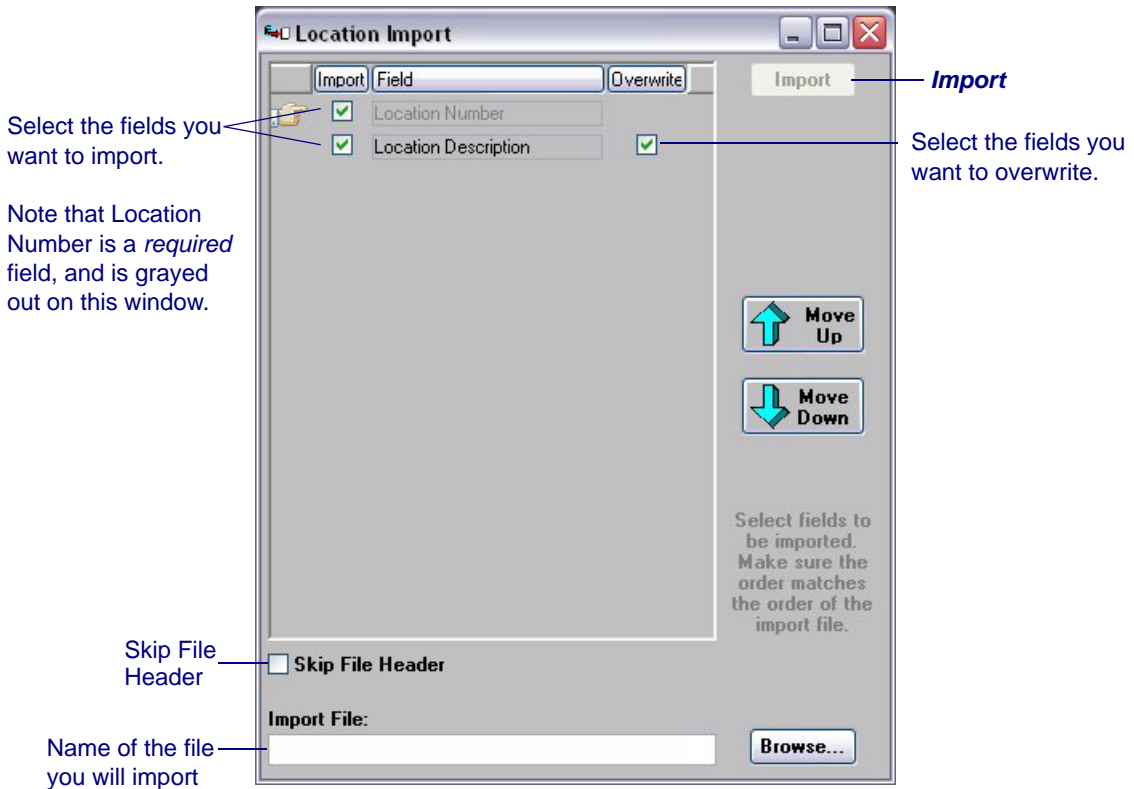 Location Import
Import Field Overwrite
Location Number
Location Description
Import
Import
Select the fields you
want to import.
Note that Location
Number is a required
field, and is grayed
out on this window.
Select the fields you
want to overwrite.
Move
Up
Move
Down
Select fields to
be imported.
Make sure the
order matches
the order of the
import file.
Skip File
Header
Skip File Header
Import File:
Name of the file
you will import
Browse...